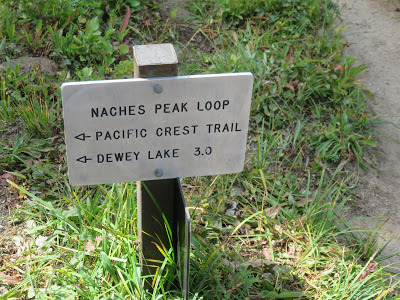 NACHES PEAK LOOP
← PACIFIC CREST TRAIL
← DEWEY LAKE 3.0